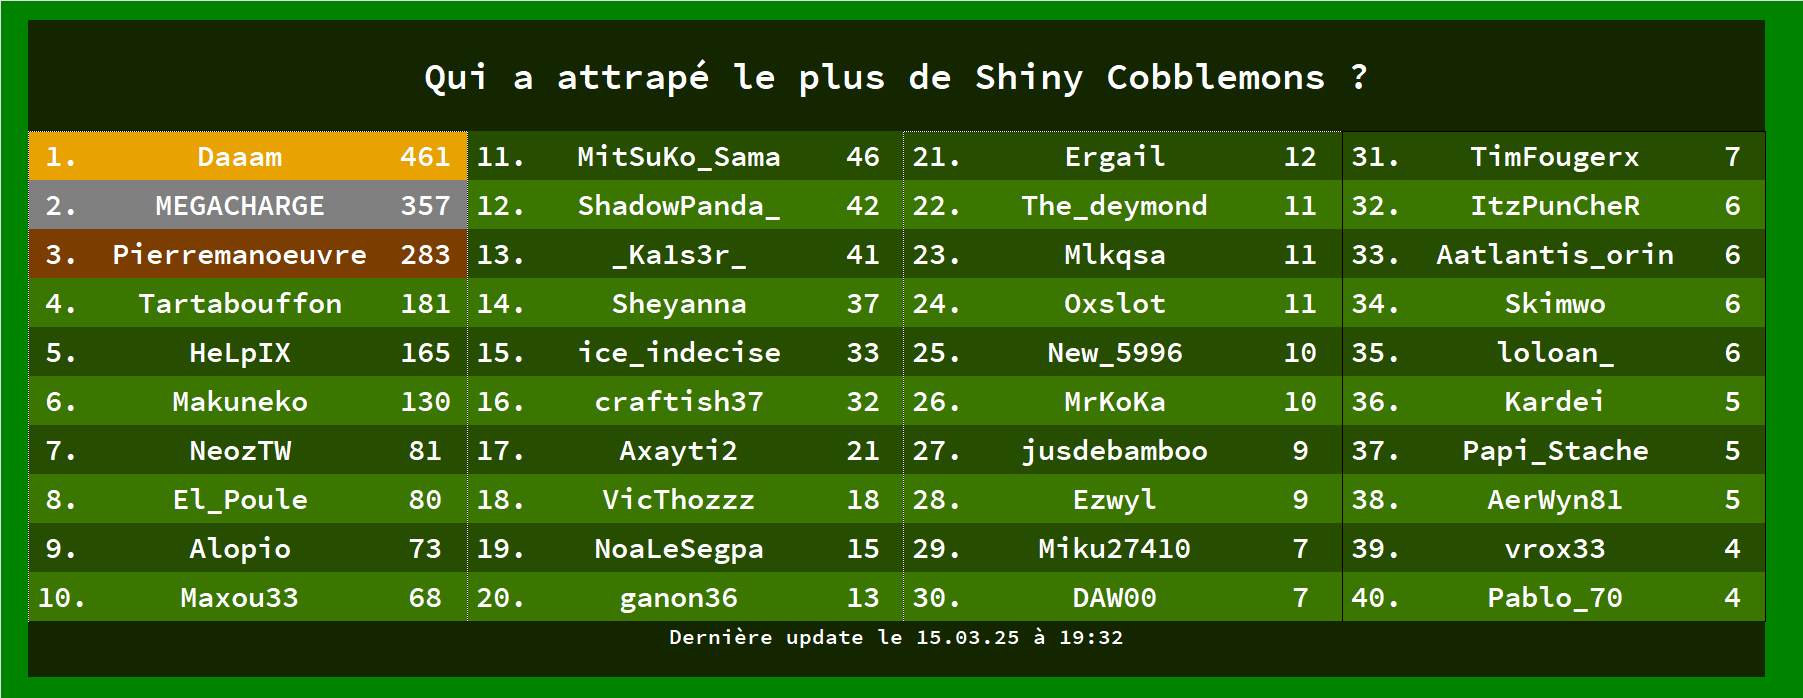 Qui a attrapé le plus de Shiny Cobblemons ?
1. Daaam 461 11. MitSuKo_Sama 46 21. Ergail 12 31. TimFougerx 7
2. MEGACHARGE 357 12. ShadowPanda_ 42 22. The_deymond 11 32. ItzPunCheR 6
3. Pierremanoeuvre 283 13. _Ka1s3r_ 41 23. Mlkqsa 11 33. Aatlantis_orin 6
4. Tartabouffon 181 14. Sheyanna 37 24. Oxslot 11 34. Skimwo 6
5. HeLpIX 165 15. ice_indecise 33 25. New_5996 10 35. loloan_ 6
6. Makuneko 130 16. craftish37 32 26. MrKoKa 10 36. Kardei 5
7. NeozTW 81 17. Axayti2 21 27. jusdebamboo 9 37. Papi_Stache 5
8. El_Poule 80 18. VicThozzz 18 28. Ezwyl 9 38. AerWyn81 5
9. Alopio 73 19. NoaLeSegpa 15 29. Miku27410 7 39. vrox33 4
10. Maxou33 68 20. ganon36 13 30. DAW00 7 40. Pablo_70 4
Dernière update le 15.03.25 à 19:32